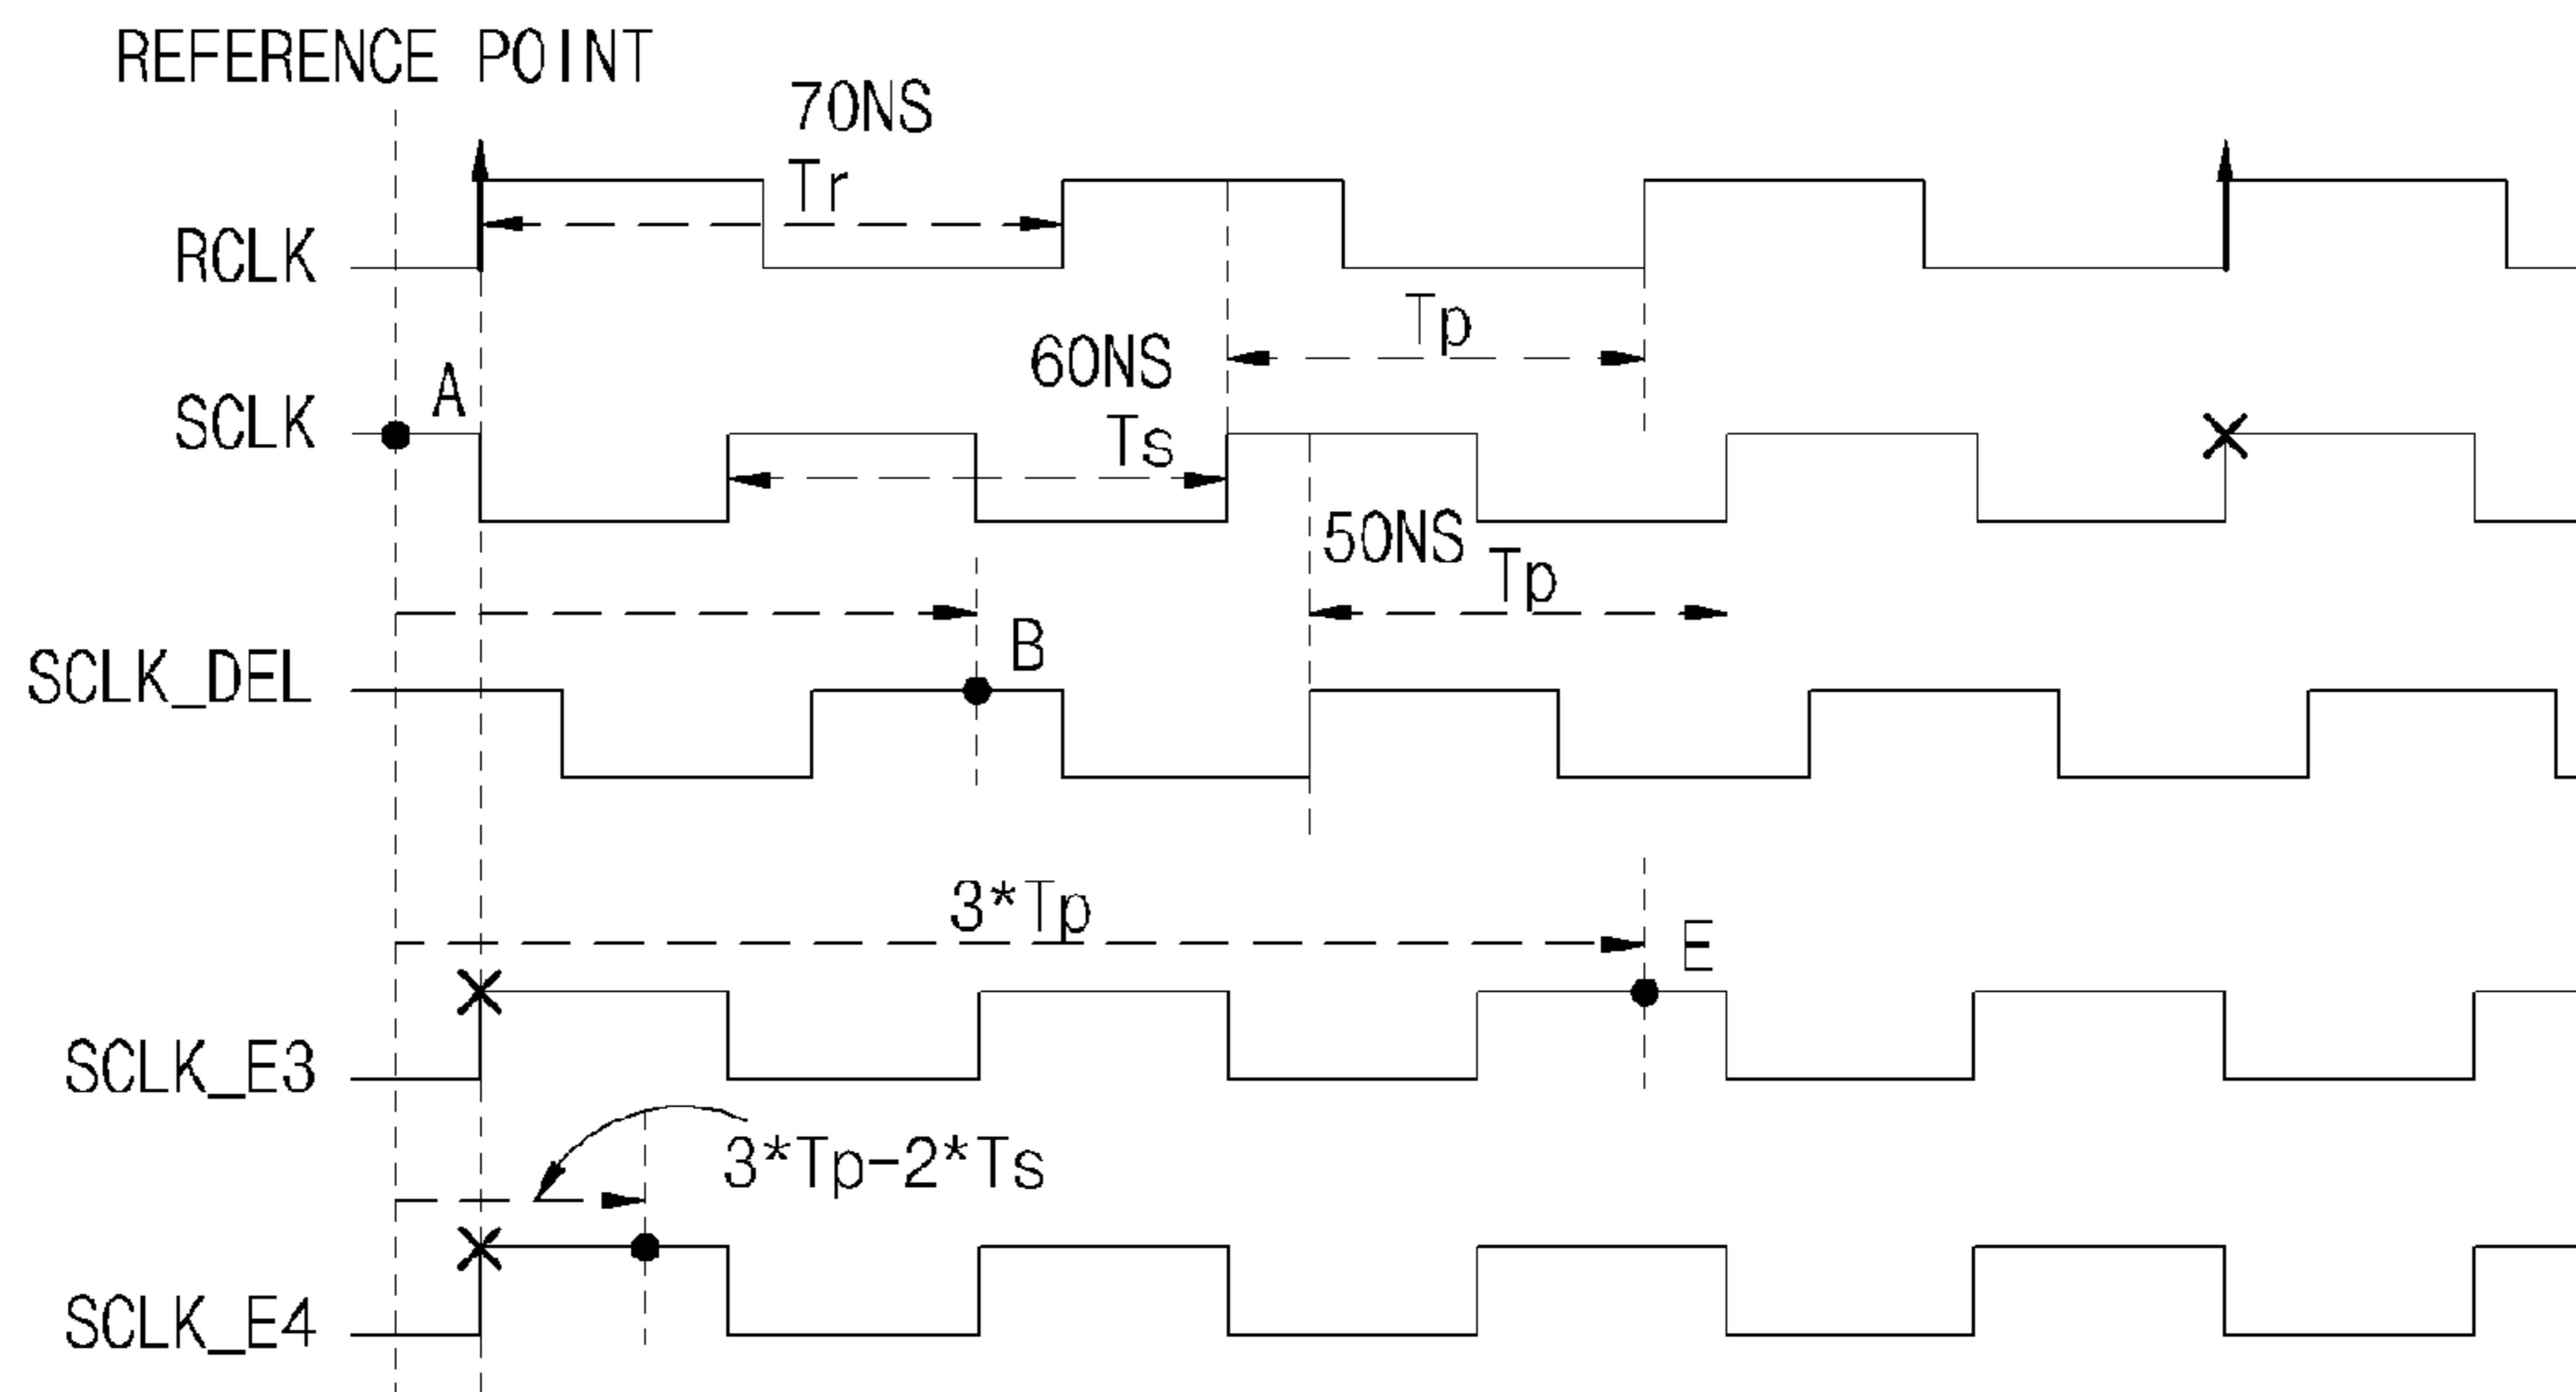 REFERENCE POINT
70NS
Tr
RCLK
Tp
60NS
A
SCLK
Ts
50NS
Tp
B
SCLK_DEL
3*Tp
E
SCLK_E3
3*Tp-2*Ts
SCLK_E4